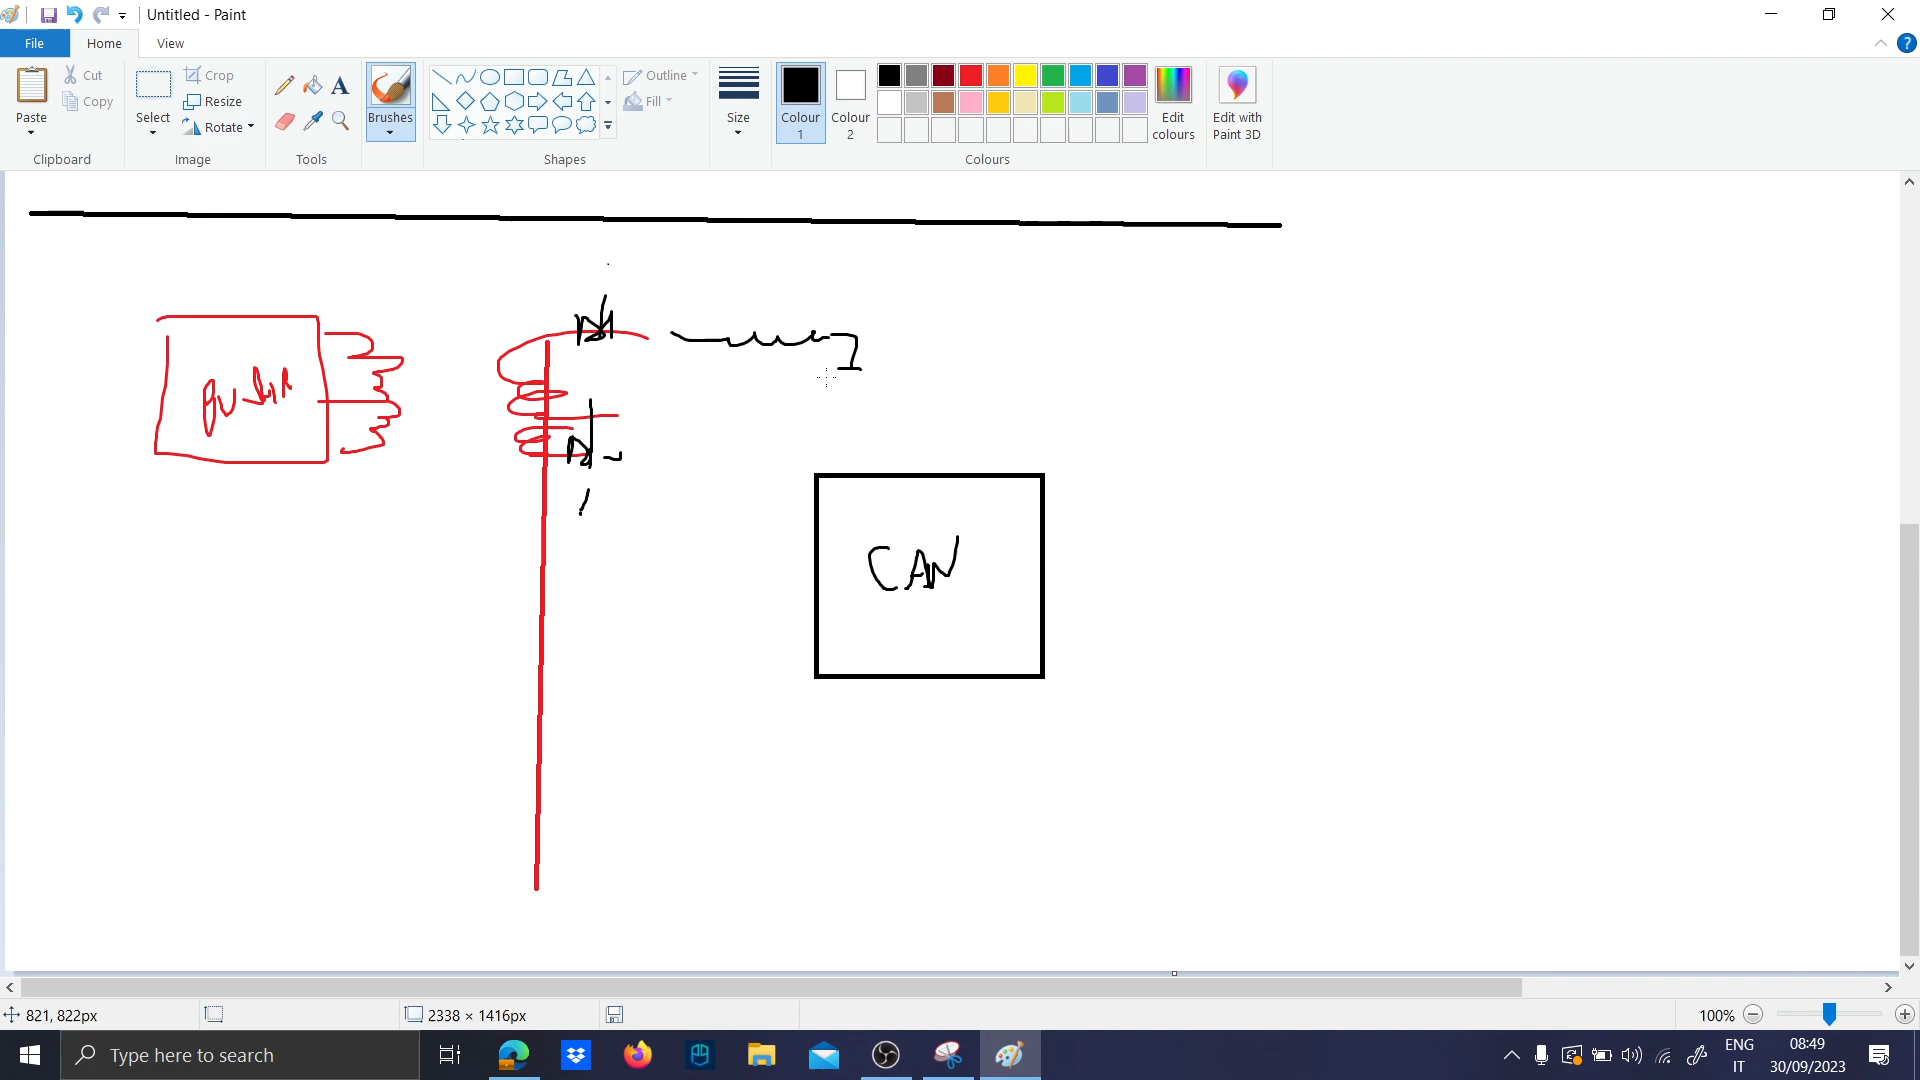 Untitled - Paint
File
Home
View
Paste
Cut
Copy
Clipboard
Select
Crop
Resize
Rotate
Image
Tools
Brushes
Outline
Fill
Shapes
Size
Colour 1
Colour 2
Colours
Edit colours
Edit with Paint 3D
CAN
821, 822px
2338 × 1416px
100%
Type here to search
ENG
IT
08:49
30/09/2023